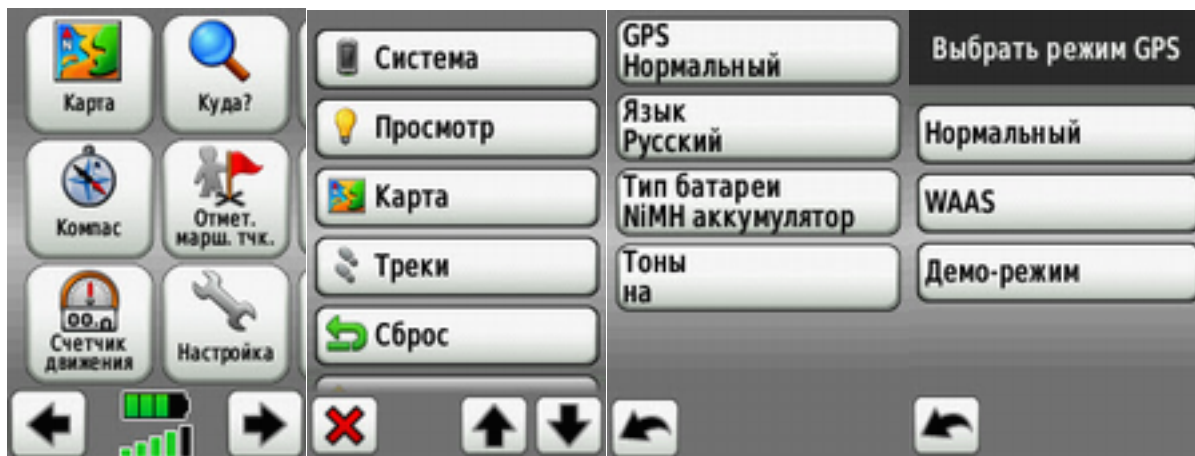 Карта
Куда?
Компас
Отмет.
марш. тчк.
Счетчик
движения
Настройка
Система
Просмотр
Карта
Треки
Сброс
GPS
Нормальный
Язык
Русский
Тип батареи
NiMH аккумулятор
Тоны
на
Выбрать режим GPS
Нормальный
WAAS
Демо-режим